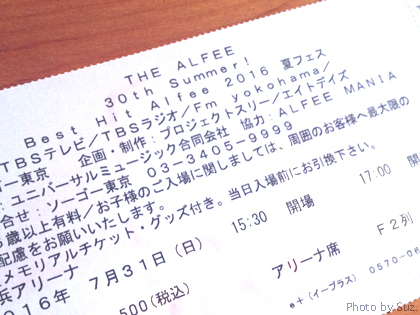 THE ALFEE
30th Summer!
Best Hit Alfee 2016 夏フェス
TBSテレビ/TBSラジオ/Fm yokohama/
ゴー東京 企画・制作:プロジェクトスリー/エイトデイズ
:ユニバーサルミュージック合同会社 協力:ALFEE MANIA
合せ:ソーゴー東京 03-3405-9999
歳以上有料/お子様のご入場に関しましては、周囲のお客様へ最大限の
配慮をお願いいたします。
メモリアルチケット・グッズ付き。当日入場前にお引換下さい。
浜アリーナ
016年 7月31日(日) 15:30 開場 17:00 開
500(税込) アリーナ席 F2列
e+(イープラス) 0570-06
Photo by Suz.